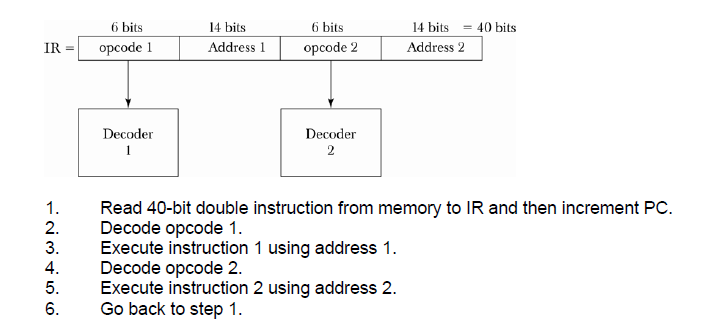 6 bits 14 bits 6 bits 14 bits = 40 bits
IR = opcode 1 Address 1 opcode 2 Address 2
Decoder Decoder
1 2
1. Read 40-bit double instruction from memory to IR and then increment PC.
2. Decode opcode 1.
3. Execute instruction 1 using address 1.
4. Decode opcode 2.
5. Execute instruction 2 using address 2.
6. Go back to step 1.